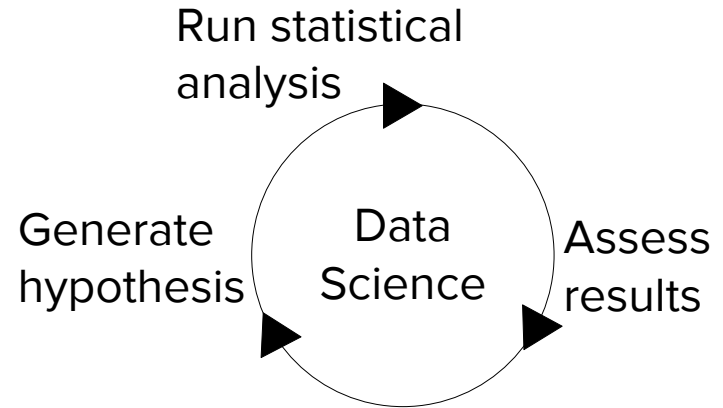 Run statistical
analysis
Generate
hypothesis
Data
Science
Assess
results